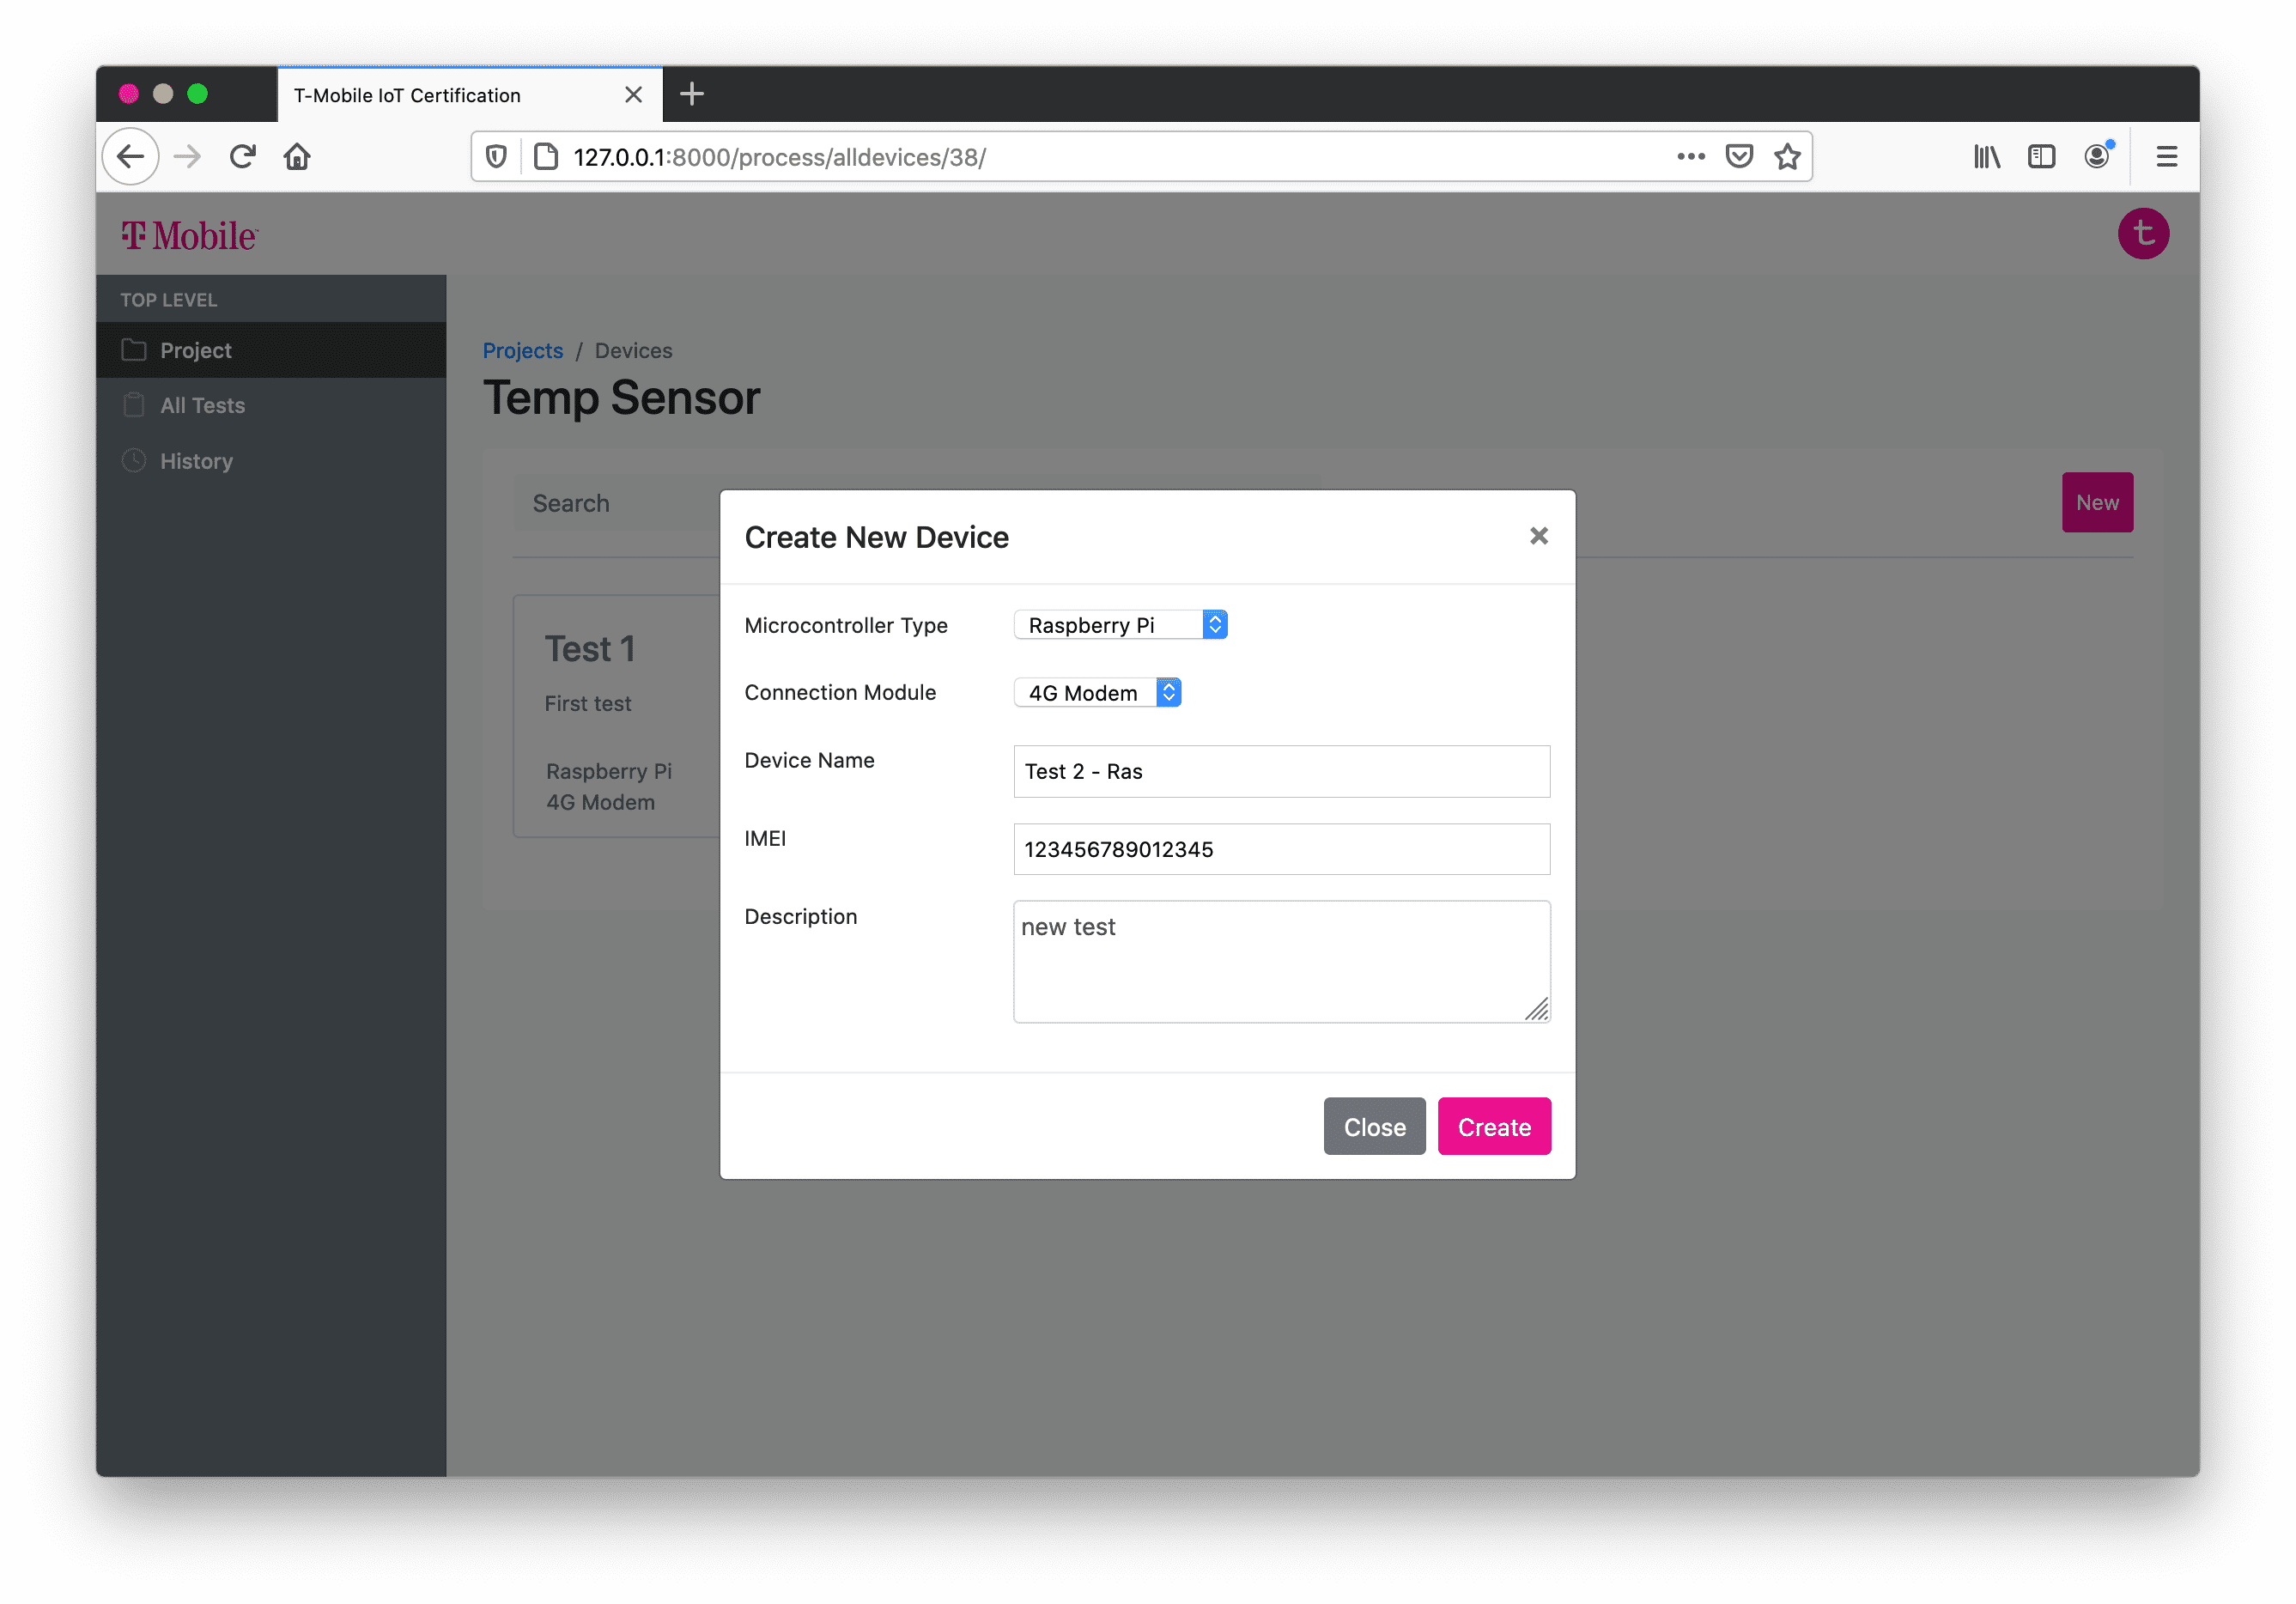 T-Mobile IoT Certification
127.0.0.1:8000/process/alldevices/38/
T Mobile
t
TOP LEVEL
Project
All Tests
History
Projects / Devices
Temp Sensor
Search
New
Test 1
First test
Raspberry Pi
4G Modem
Create New Device
Microcontroller Type
Raspberry Pi
Connection Module
4G Modem
Device Name
Test 2 - Ras
IMEI
123456789012345
Description
new test
Close
Create